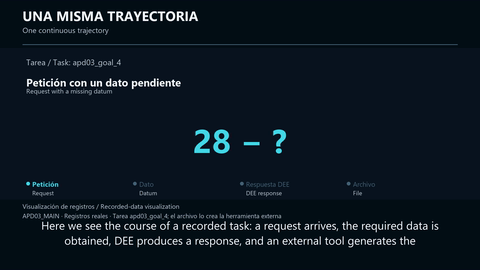 UNA MISMA TRAYECTORIA
One continuous trajectory
Tarea / Task: apd03_goal_4
Petición con un dato pendiente
Request with a missing datum
28 – ?
Petición Dato Respuesta DEE Archivo
Request Datum DEE response File
Visualización de registros / Recorded-data visualization
APD03_MAIN · Registros reales · Tarea apd03_goal_4: el archivo lo crea la herramienta externa
Here we see the course of a recorded task: a request arrives, the required data is
obtained, DEE produces a response, and an external tool generates the